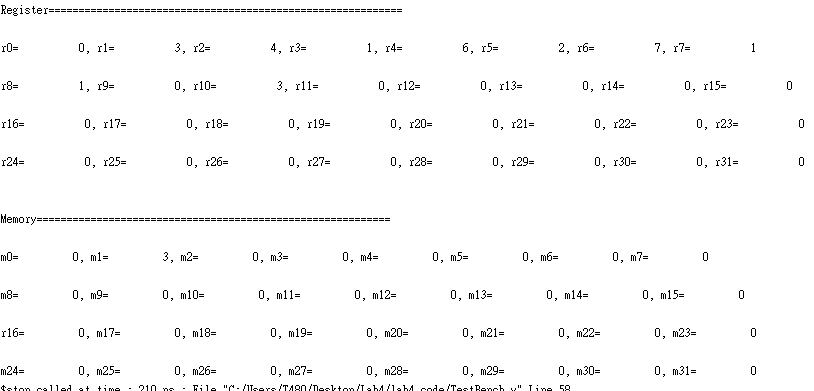 Register===========================================================
r0= 0, r1= 3, r2= 4, r3= 1, r4= 6, r5= 2, r6= 7, r7= 1
r8= 1, r9= 0, r10= 3, r11= 0, r12= 0, r13= 0, r14= 0, r15= 0
r16= 0, r17= 0, r18= 0, r19= 0, r20= 0, r21= 0, r22= 0, r23= 0
r24= 0, r25= 0, r26= 0, r27= 0, r28= 0, r29= 0, r30= 0, r31= 0
Memory===========================================================
m0= 0, m1= 3, m2= 0, m3= 0, m4= 0, m5= 0, m6= 0, m7= 0
m8= 0, m9= 0, m10= 0, m11= 0, m12= 0, m13= 0, m14= 0, m15= 0
r16= 0, m17= 0, m18= 0, m19= 0, m20= 0, m21= 0, m22= 0, m23= 0
m24= 0, m25= 0, m26= 0, m27= 0, m28= 0, m29= 0, m30= 0, m31= 0
$stop called at time : 210 ns : File "C:/Users/T480/Desktop/Lab4/lab4_code/TestBench.v" Line 58